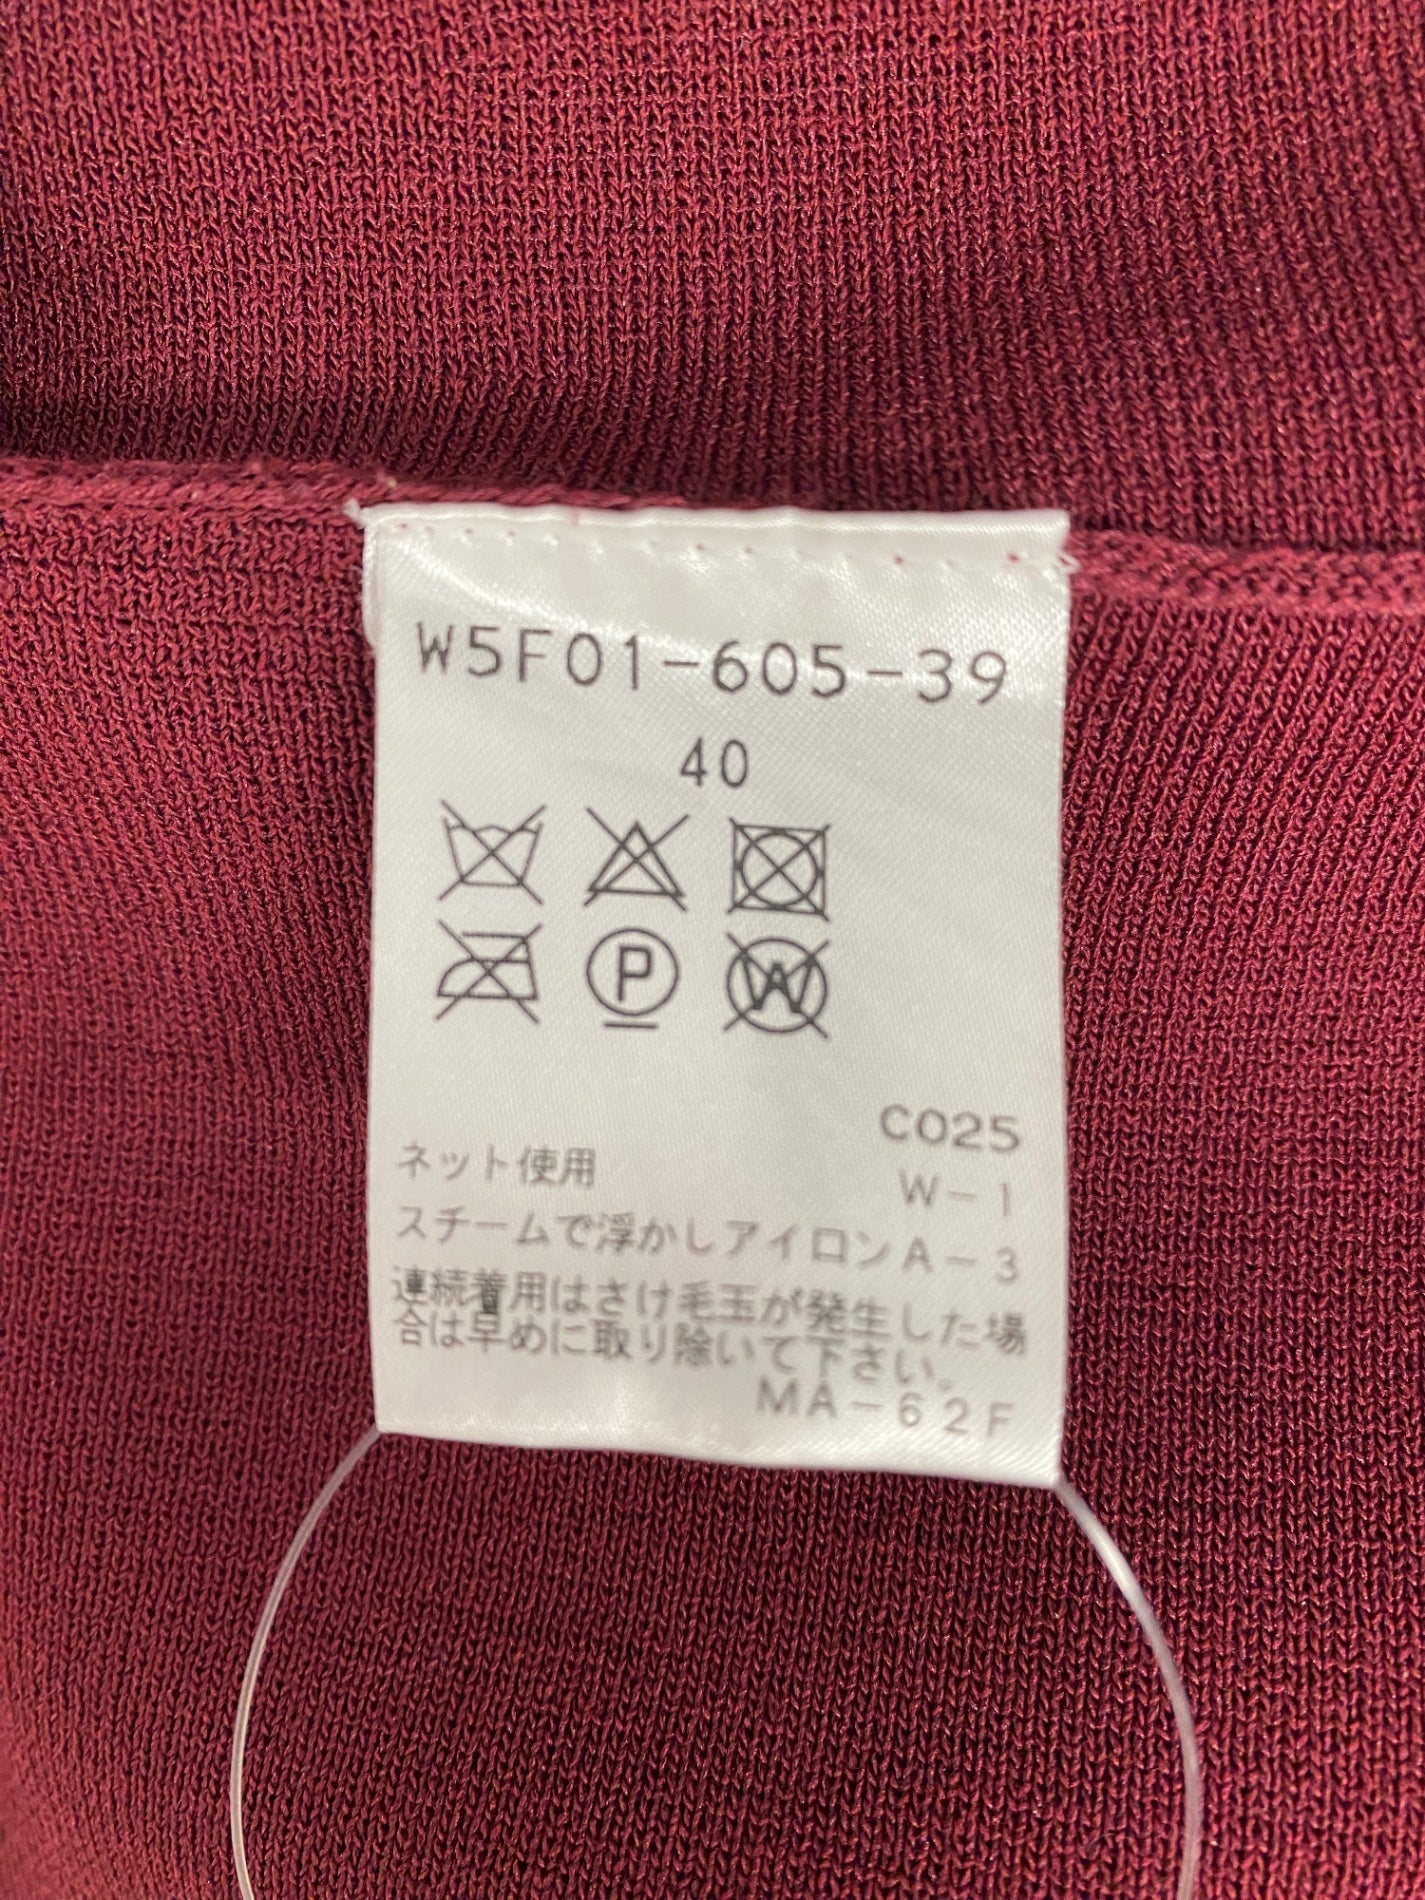 W5F01-605-39
40
P W
C025
ネット使用 W-1
スチームで浮かしアイロン A-3
連続着用はさけ毛玉が発生した場
合は早めに取り除いて下さい。
MA-62F